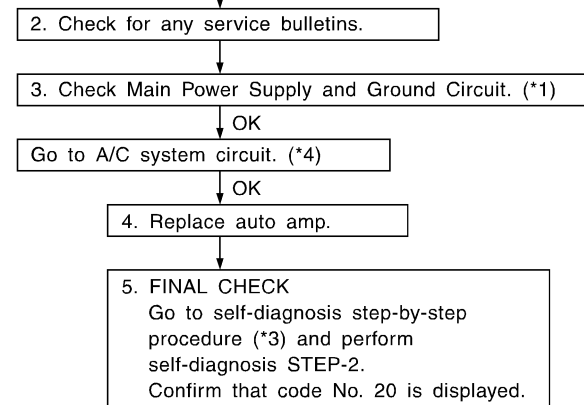 2. Check for any service bulletins.
3. Check Main Power Supply and Ground Circuit. (*1)
OK
Go to A/C system circuit. (*4)
OK
4. Replace auto amp.
5. FINAL CHECK
Go to self-diagnosis step-by-step
procedure (*3) and perform
self-diagnosis STEP-2.
Confirm that code No. 20 is displayed.